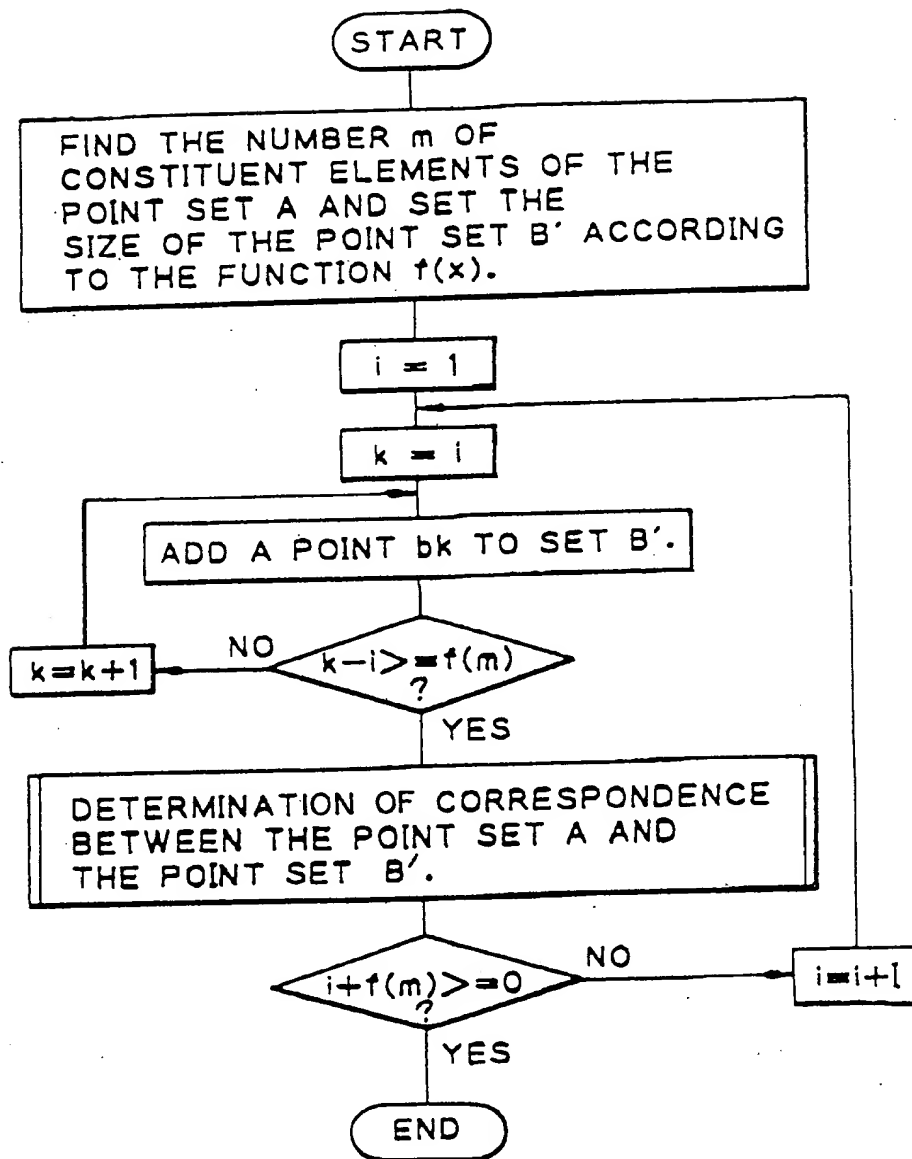 START
FIND THE NUMBER m OF
CONSTITUENT ELEMENTS OF THE
POINT SET A AND SET THE
SIZE OF THE POINT SET B′ ACCORDING
TO THE FUNCTION f(x).
i = 1
k = i
ADD A POINT bk TO SET B′.
k-i>=f(m)
?
NO
k=k+1
YES
DETERMINATION OF CORRESPONDENCE
BETWEEN THE POINT SET A AND
THE POINT SET B′.
i+f(m)>=0
?
NO
i=i+I
YES
END